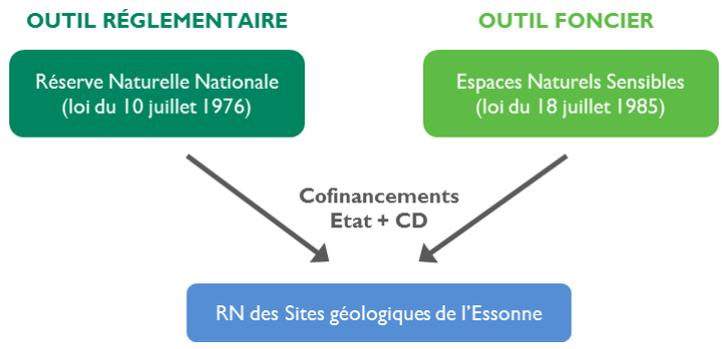 OUTIL RÉGLEMENTAIRE
Réserve Naturelle Nationale
(loi du 10 juillet 1976)
OUTIL FONCIER
Espaces Naturels Sensibles
(loi du 18 juillet 1985)
Cofinancements
Etat + CD
RN des Sites géologiques de l’Essonne